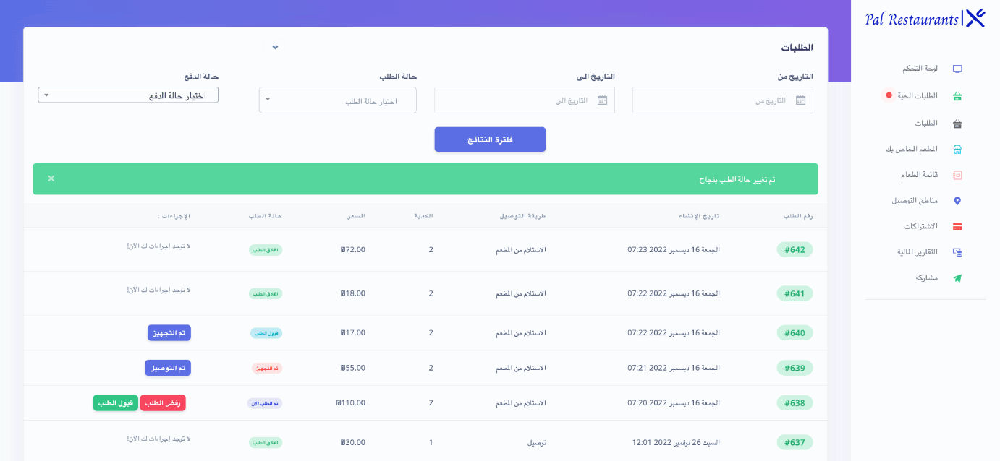 Pal Restaurants
لوحة التحكم
الطلبات الحية
الطلبات
المطعم الخاص بك
قائمة الطعام
مناطق التوصيل
الاشتراكات
التقارير المالية
مشاركة
الطلبات
التاريخ من التاريخ الى حالة الطلب حالة الدفع
التاريخ من التاريخ الى اختيار حالة الطلب اختيار حالة الدفع
فلترة النتائج
تم تغيير حالة الطلب بنجاح ×
رقم الطلب تاريخ الإنشاء طريقة التوصيل الكمية السعر حالة الطلب الإجراءات :
#642 الجمعة 16 ديسمبر 2022 07:23 الاستلام من المطعم 2 ₪72.00 اغلاق الطلب لا توجد إجراءات لك الآن!
#641 الجمعة 16 ديسمبر 2022 07:22 الاستلام من المطعم 2 ₪18.00 اغلاق الطلب لا توجد إجراءات لك الآن!
#640 الجمعة 16 ديسمبر 2022 07:22 الاستلام من المطعم 2 ₪17.00 قبول الطلب تم التجهيز
#639 الجمعة 16 ديسمبر 2022 07:21 الاستلام من المطعم 2 ₪55.00 تم التجهيز تم التوصيل
#638 الجمعة 16 ديسمبر 2022 07:20 الاستلام من المطعم 2 ₪110.00 تم الطلب الان رفض الطلب قبول الطلب
#637 السبت 26 نوفمبر 2022 12:01 توصيل 1 ₪30.00 اغلاق الطلب لا توجد إجراءات لك الآن!